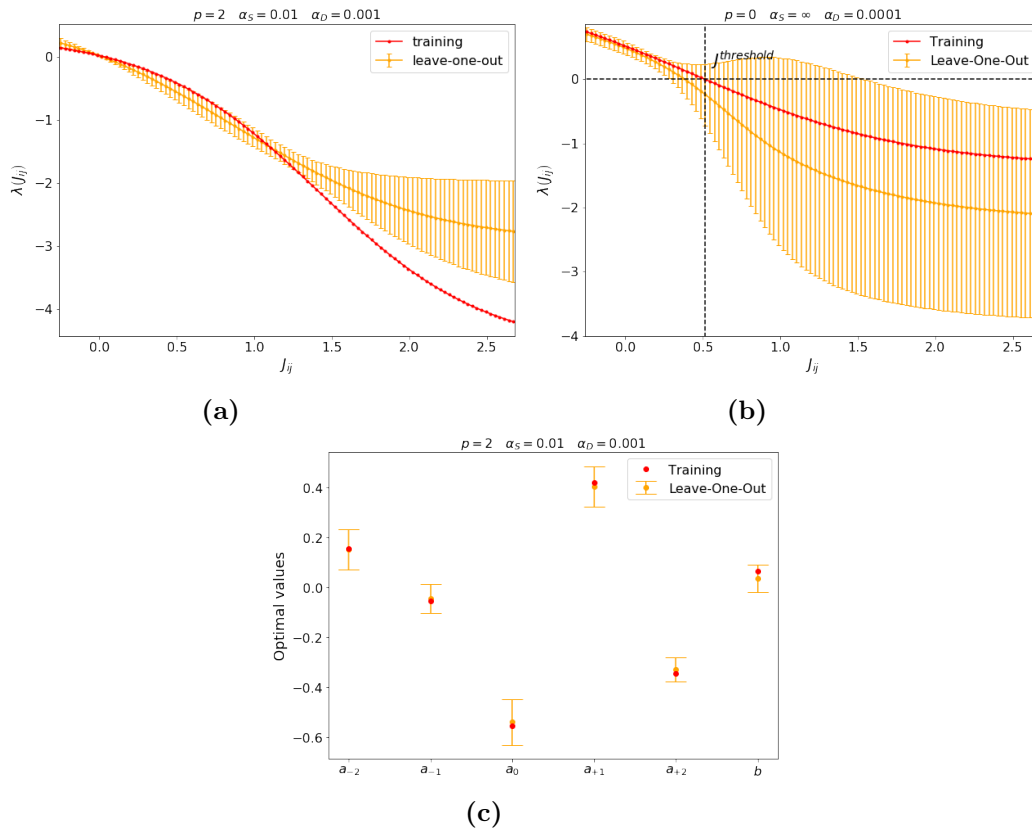 p = 2 α_S = 0.01 α_D = 0.001
training
leave-one-out
λ(J_ij)
0
−1
−2
−3
−4
0.0 0.5 1.0 1.5 2.0 2.5
J_ij
(a)
p = 0 α_S = ∞ α_D = 0.0001
J^threshold
Training
Leave-One-Out
λ(J_ij)
0
−1
−2
−3
−4
0.0 0.5 1.0 1.5 2.0 2.5
J_ij
(b)
p = 2 α_S = 0.01 α_D = 0.001
Training
Leave-One-Out
Optimal values
0.4
0.2
0.0
−0.2
−0.4
−0.6
a_−2 a_−1 a_0 a_+1 a_+2 b
(c)